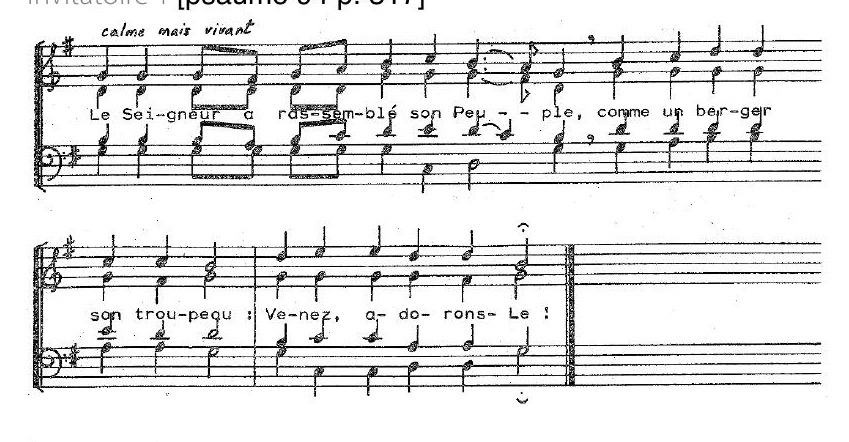 invitatoire 1 [psaume 94 p. 617]
calme mais vivant
Le Sei-gneur a ras-sem-blé son Peu - - ple, comme un ber-ger
son trou-peau : Ve-nez, a- do- rons- Le !